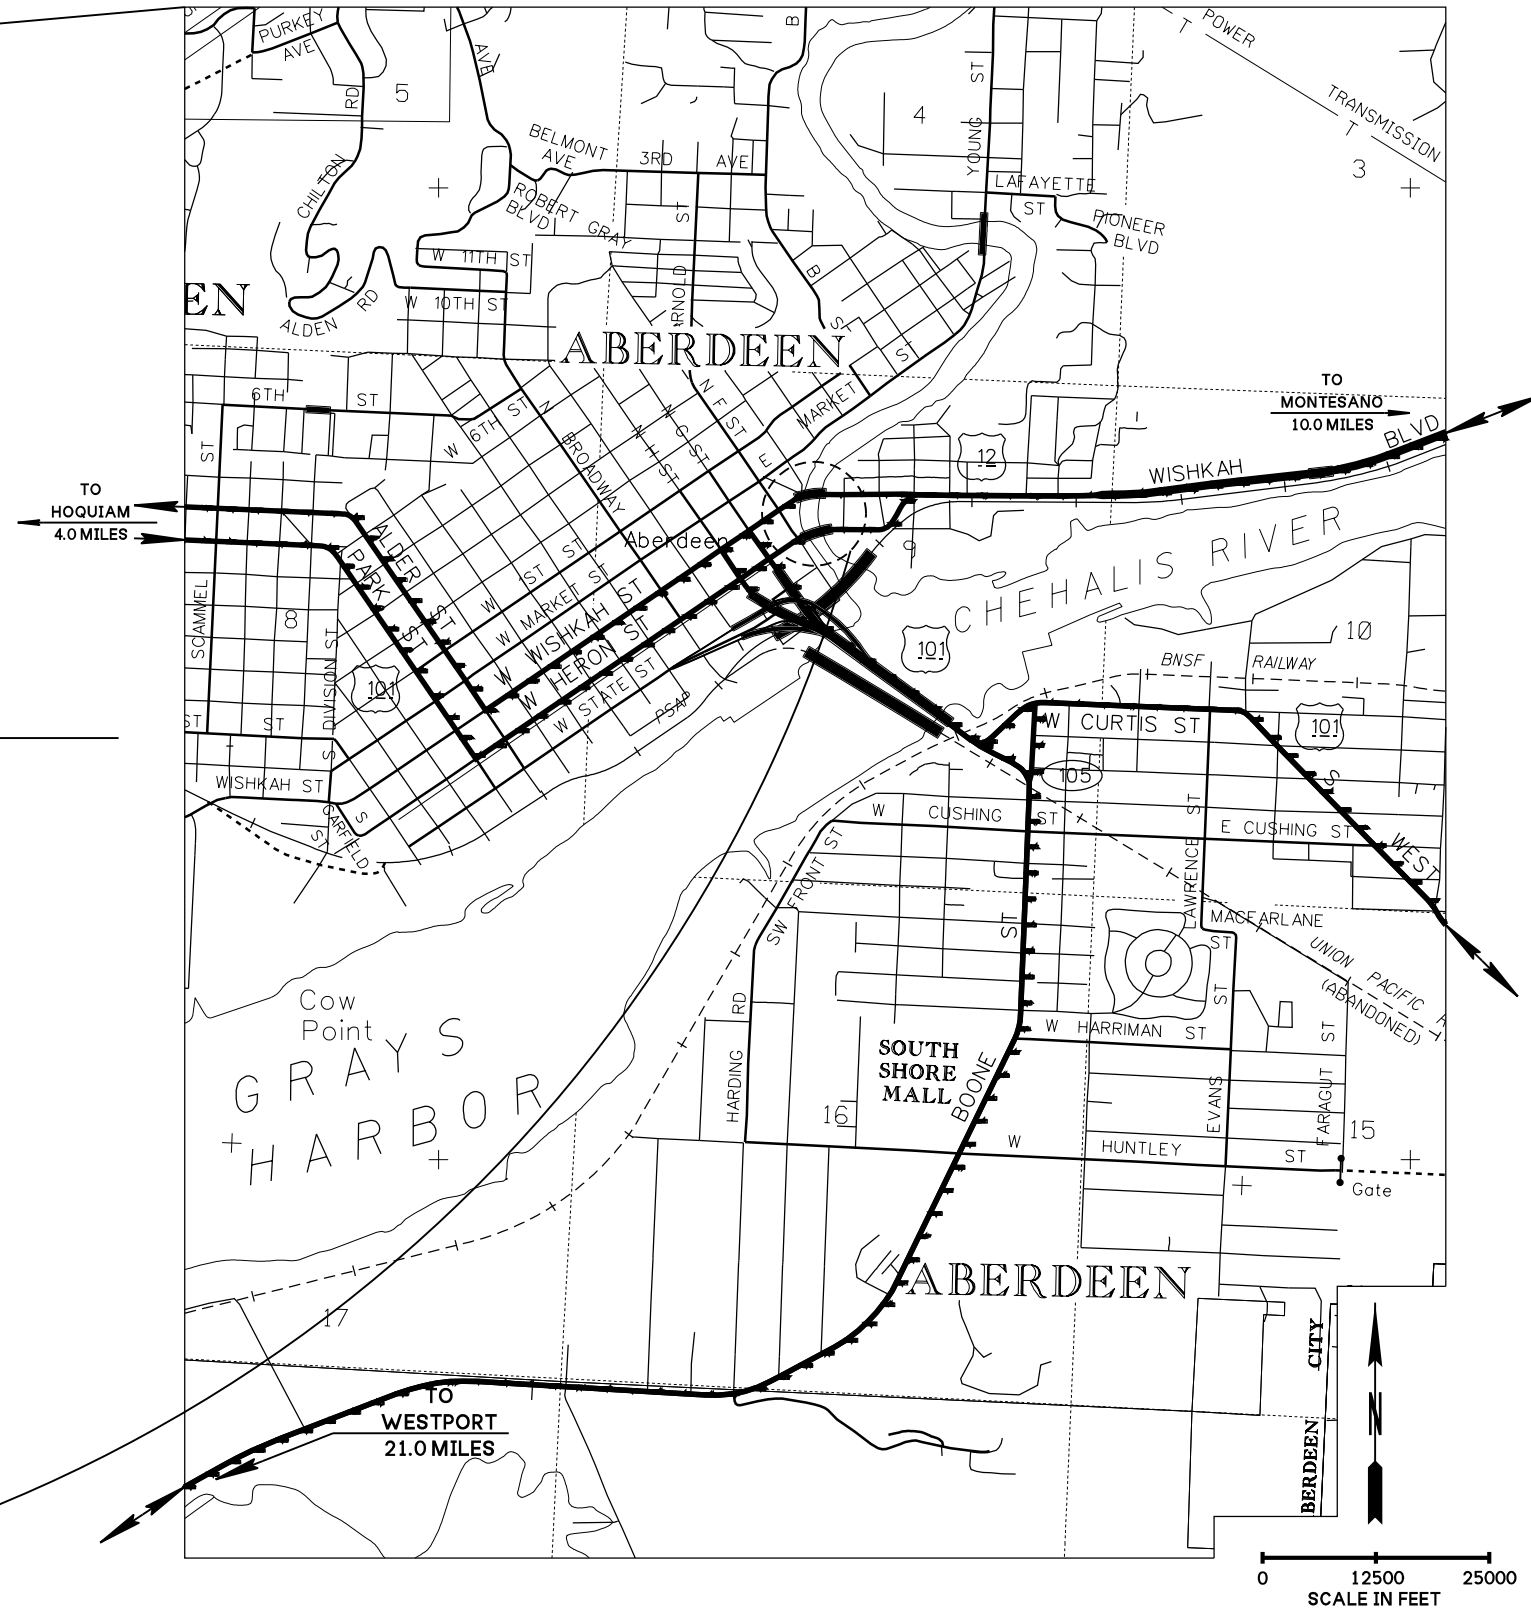 PURKEY
AVE
AVE
B
ST
POWER
T
TRANSMISSION
T
RD
5
4
3
BELMONT
AVE
3RD AVE
YOUNG
LAFAYETTE
ST
PIONEER
BLVD
CHILTON
ROBERT GRAY
BLVD
ST
W 11TH ST
B
W 10TH ST
RD
ALDEN
EN
ARNOLD
ST
ABERDEEN
ST
MARKET
E
6TH ST
W 6TH ST
N
BROADWAY
N H ST
N G ST
N F ST
TO
MONTESANO
10.0 MILES
BLVD
WISHKAH
12
TO
HOQUIAM
4.0 MILES
ST
SCAMMEL
ALDER
ST
PARK
ST
Aberdeen
9
CHEHALIS RIVER
W ST
W MARKET ST
W WISHKAH ST
W HERON ST
W STATE ST
PSAP
8
S DIVISION ST
101
101
10
BNSF RAILWAY
W CURTIS ST
101
S
WEST
105
ST
ST
WISHKAH ST
S
GARFIELD
ST
W CUSHING ST
E CUSHING ST
SW FRONT ST
LAWRENCE
ST
MACFARLANE
ST
UNION PACIFIC R
(ABANDONED)
ST
Cow
Point
GRAYS
HARBOR
HARDING
RD
SOUTH
SHORE
MALL
BOONE
W HARRIMAN ST
EVANS
ST
FARAGUT
ST
16
15
W HUNTLEY ST
Gate
ABERDEEN
17
TO
WESTPORT
21.0 MILES
CITY
BERDEEN
N
0 12500 25000
SCALE IN FEET